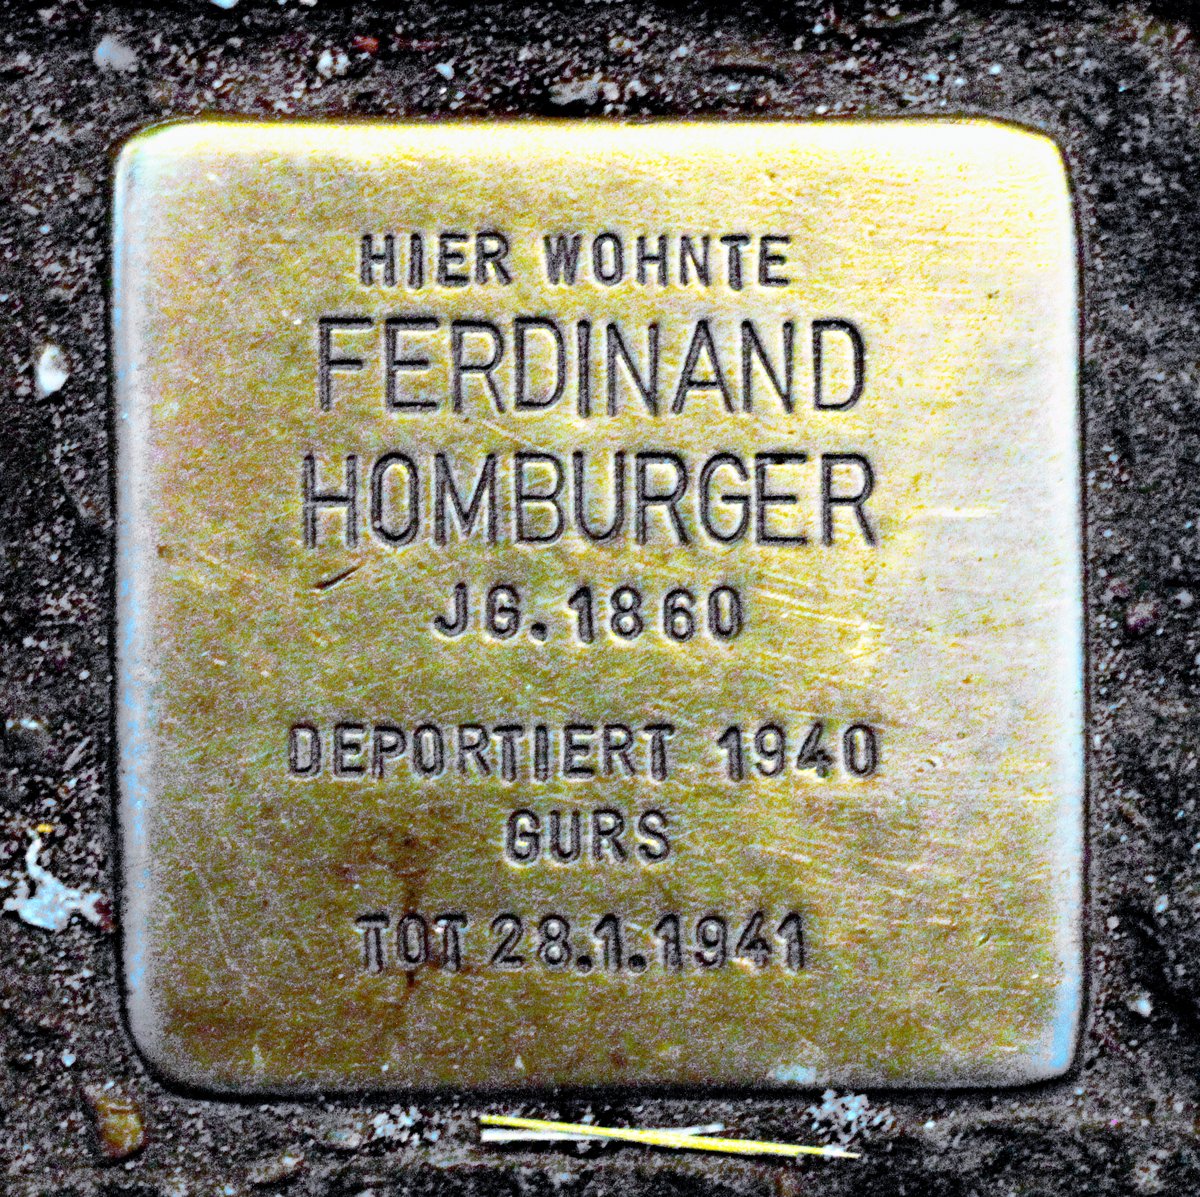 HIER WOHNTE
FERDINAND
HOMBURGER
JG. 1860
DEPORTIERT 1940
GURS
TOT 28.1.1941